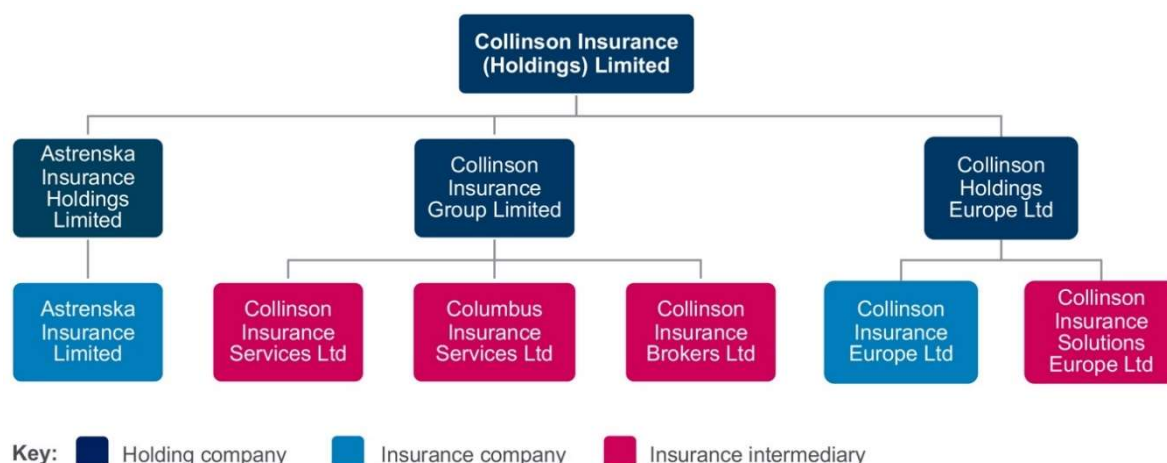 Collinson Insurance
(Holdings) Limited
Astrenska
Insurance
Holdings
Limited
Collinson
Insurance
Group Limited
Collinson
Holdings
Europe Ltd
Astrenska
Insurance
Limited
Collinson
Insurance
Services Ltd
Columbus
Insurance
Services Ltd
Collinson
Insurance
Brokers Ltd
Collinson
Insurance
Europe Ltd
Collinson
Insurance
Solutions
Europe Ltd
Key: Holding company Insurance company Insurance intermediary